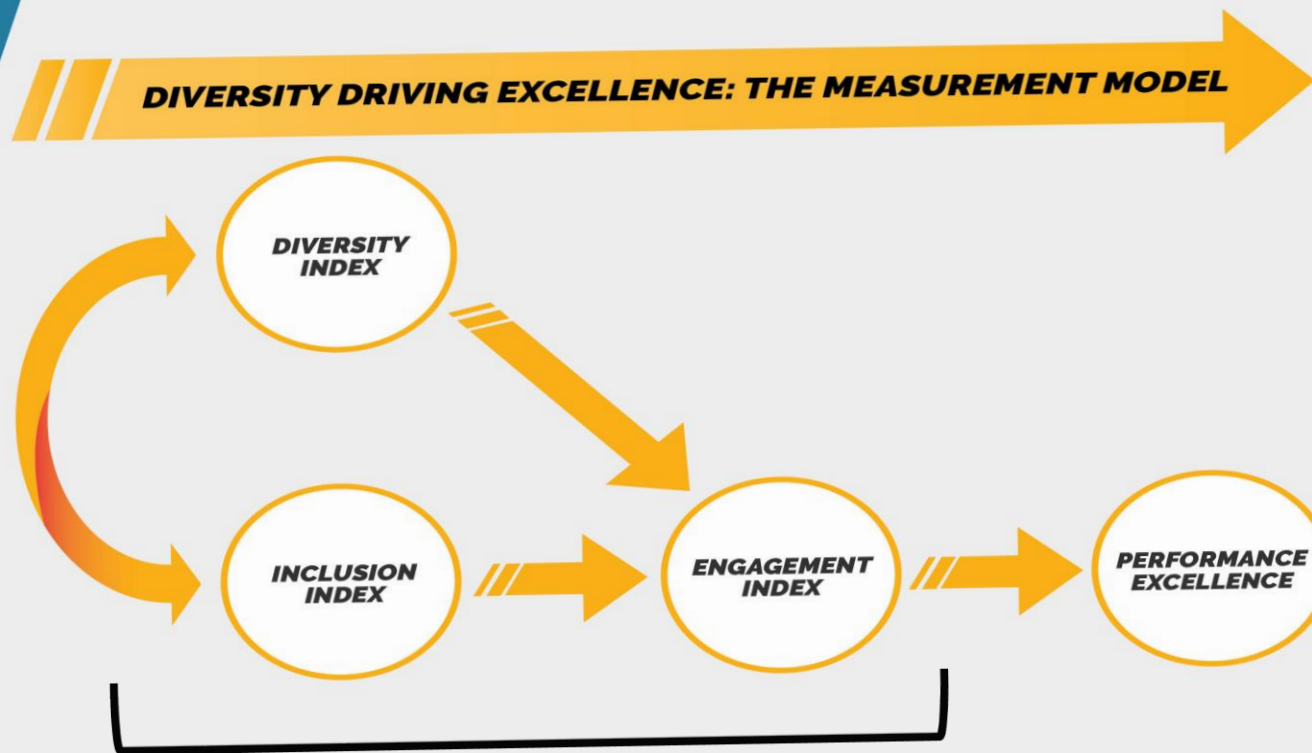 DIVERSITY DRIVING EXCELLENCE: THE MEASUREMENT MODEL
DIVERSITY
INDEX
INCLUSION
INDEX
ENGAGEMENT
INDEX
PERFORMANCE
EXCELLENCE